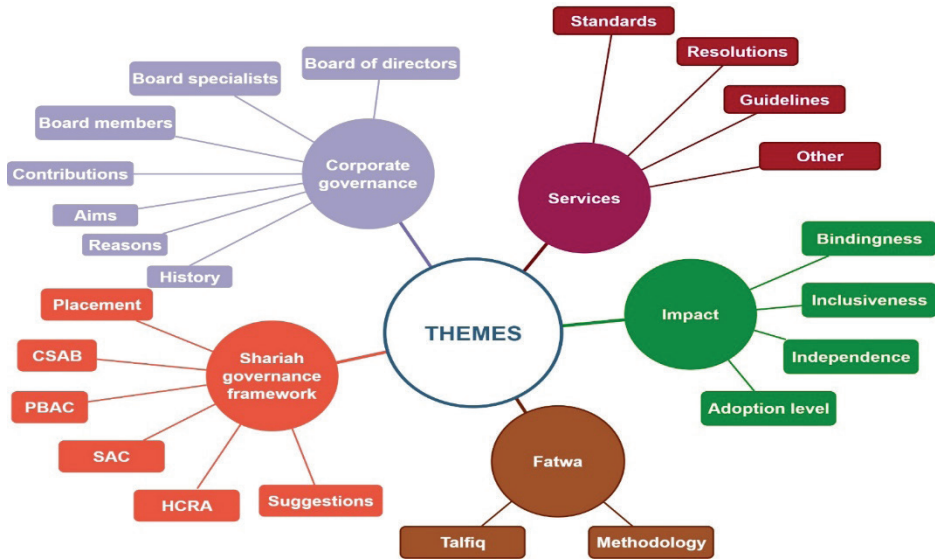 Standards
Resolutions
Guidelines
Other
Services
Board of directors
Board specialists
Board members
Contributions
Aims
Reasons
History
Corporate
governance
THEMES
Bindingness
Inclusiveness
Independence
Adoption level
Impact
Placement
CSAB
PBAC
SAC
HCRA
Suggestions
Shariah
governance
framework
Fatwa
Talfiq
Methodology